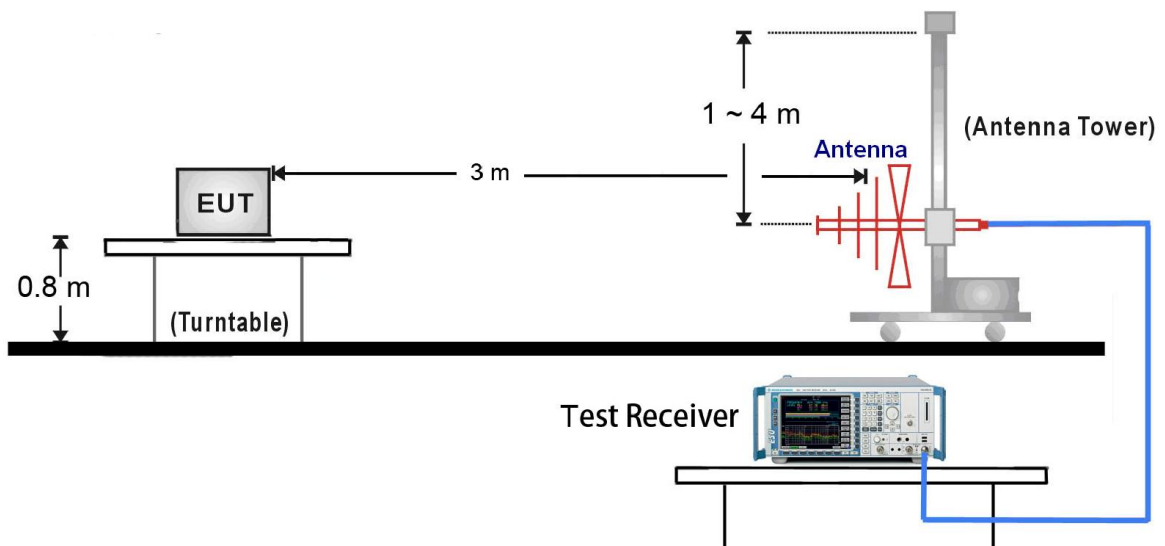 1 ~ 4 m
(Antenna Tower)
Antenna
3 m
EUT
0.8 m
(Turntable)
Test Receiver